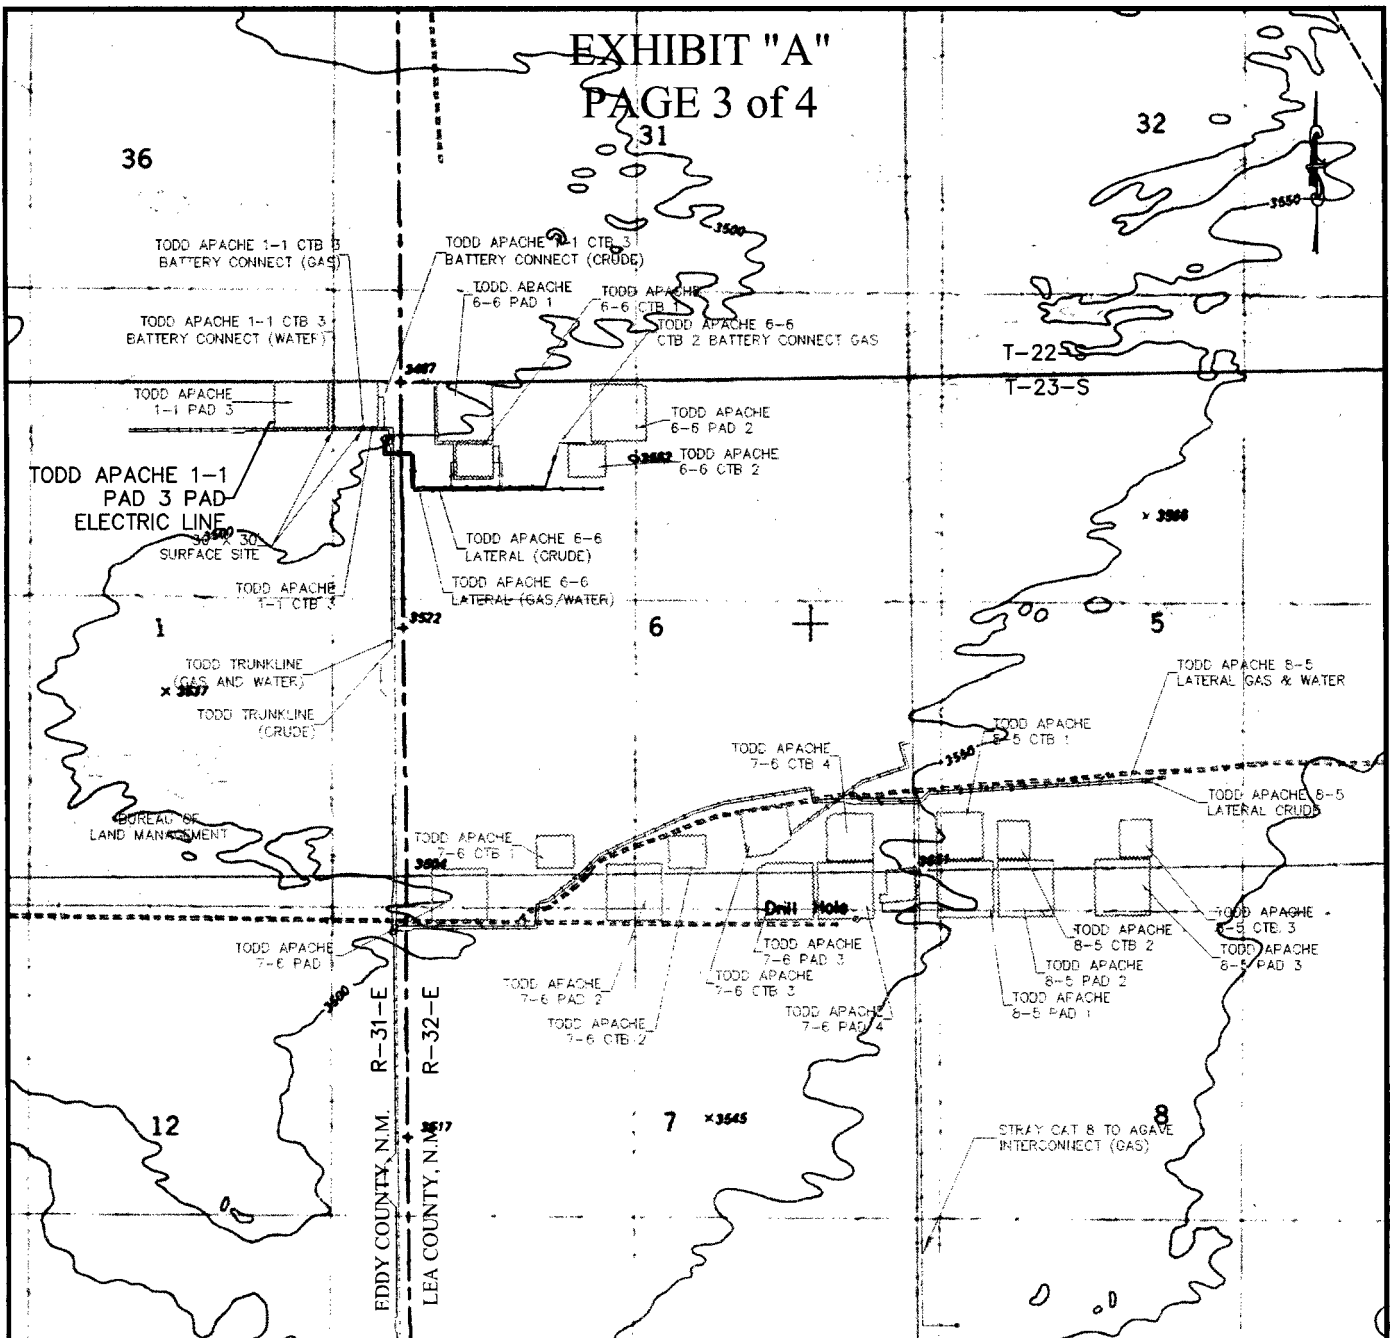 EXHIBIT "A"
PAGE 3 of 4
36
31
32
3550
3500
TODD APACHE 1-1 CTB 3
BATTERY CONNECT (GAS)
TODD APACHE 1-1 CTB 3
BATTERY CONNECT (CRUDE)
TODD APACHE
6-6 PAD 1
TODD APACHE
6-6 CTB 1
TODD APACHE 1-1 CTB 3
BATTERY CONNECT (WATER)
TODD APACHE 6-6
CTB 2 BATTERY CONNECT GAS
T-22-S
T-23-S
3487
TODD APACHE
1-1 PAD 3
TODD APACHE
6-6 PAD 2
TODD APACHE
6-6 CTB 2
TODD APACHE 1-1
PAD 3 PAD
ELECTRIC LINE
3500
30 X 30
SURFACE SITE
3566
TODD APACHE 6-6
LATERAL (CRUDE)
TODD APACHE
1-1 CTB 3
TODD APACHE 6-6
LATERAL (GAS/WATER)
1
3522
6
5
TODD TRUNKLINE
(GAS AND WATER)
3537
TODD TRUNKLINE
(CRUDE)
TODD APACHE 8-5
LATERAL GAS & WATER
TODD APACHE
8-5 CTB 1
TODD APACHE
7-6 CTB 4
3550
TODD APACHE 8-5
LATERAL CRUDE
BUREAU OF
LAND MANAGEMENT
TODD APACHE
7-6 CTB 1
3504
3551
Drill Hole
TODD APACHE
8-5 CTB 3
TODD APACHE
8-5 CTB 2
TODD APACHE
7-6 PAD
TODD APACHE
7-6 PAD 3
TODD APACHE
8-5 PAD 3
TODD APACHE
8-5 PAD 2
TODD APACHE
7-6 PAD 2
TODD APACHE
7-6 CTB 3
TODD APACHE
8-5 PAD 1
TODD APACHE
7-6 CTB 2
TODD APACHE
7-6 PAD 4
3500
R-31-E
R-32-E
12
7
3545
8
3517
STRAY CAT 8 TO AGAVE
INTERCONNECT (GAS)
EDDY COUNTY, N.M.
LEA COUNTY, N.M.